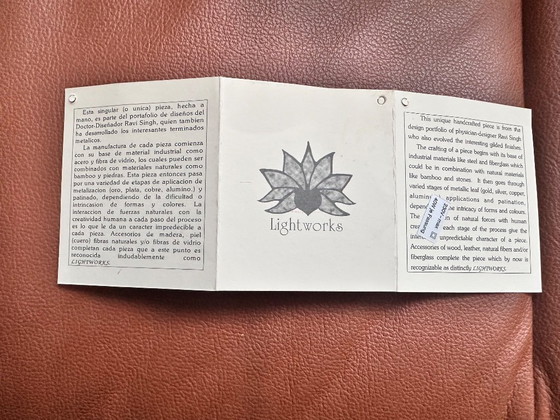 Esta singular (o unica) pieza, hecha a
mano, es parte del portafolio de diseños del
Doctor-Diseñador Ravi Singh, quien tambien
ha desarrollado los interesantes terminados
metalicos.
La manufactura de cada pieza comienza
con su base de material industrial como
acero y fibra de vidrio, los cuales pueden ser
combinados con materiales naturales como
bamboo y piedras. Esta pieza entonces pasa
por una variedad de etapas de aplicacion de
metalizacion (oro, plata, cobre, alumino,) y
patinado, dependiendo de la dificultad o
intrincasion de formas y colores. La
interaccion de fuerzas naturales con la
creatividad humana a cada paso del proceso
es lo que le da un caracter impredecible a
cada pieza. Accesorios de madera, piel
(cuero) fibras naturales y/o fibras de vidrio
completan cada pieza que a este punto es
reconocida indudablemente como
LIGHTWORKS.
Lightworks
This unique handcrafted piece is from the
design portfolio of physician-designer Ravi Singh
who also evolved the interesting gilded finishes.
The crafting of a piece begins with its base of
industrial materials like steel and fiberglass which
could be in combination with natural materials
like bamboo and stones. It then goes through
varied stages of metallic leaf (gold, silver, copper,
applications and patination,
intricacy of forms and colours.
The of natural forces with human
each stage of process give the
unpredictable character of a piece.
Accessories of wood, leather, natural fibers and/or
fiberglass complete the piece which by now is
recognizable as distinctly LIGHTWORKS.